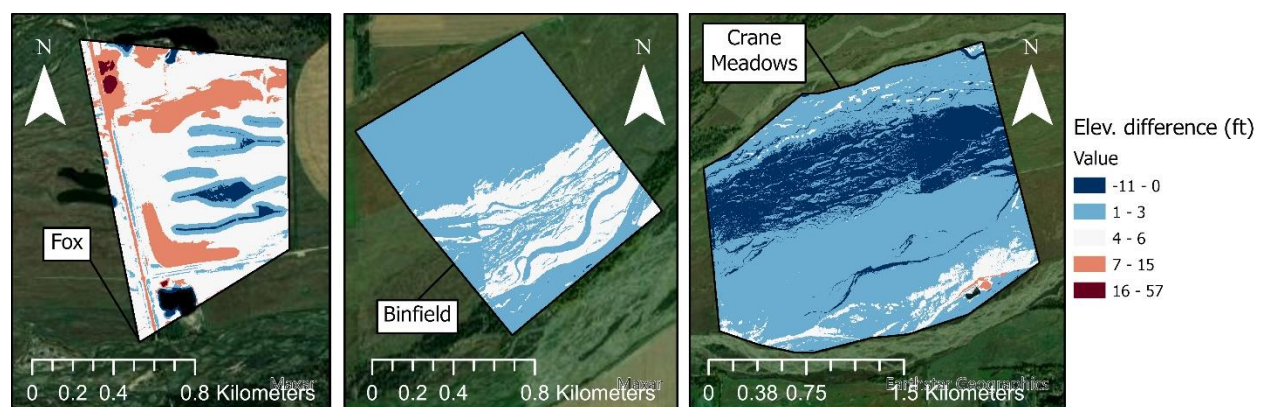 N
Fox
0 0.2 0.4 0.8 Kilometers
Maxar
N
Binfield
0 0.2 0.4 0.8 Kilometers
Maxar
Crane
Meadows
N
0 0.38 0.75 1.5 Kilometers
Earthstar Geographics
Elev. difference (ft)
Value
-11 - 0
1 - 3
4 - 6
7 - 15
16 - 57